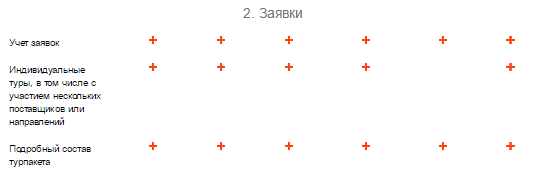 2. Заявки
Учет заявок + + + + + +
Индивидуальные + + + + +
туры, в том числе с
участием нескольких
поставщиков или
направлений
Подробный состав + + + + + +
турпакета